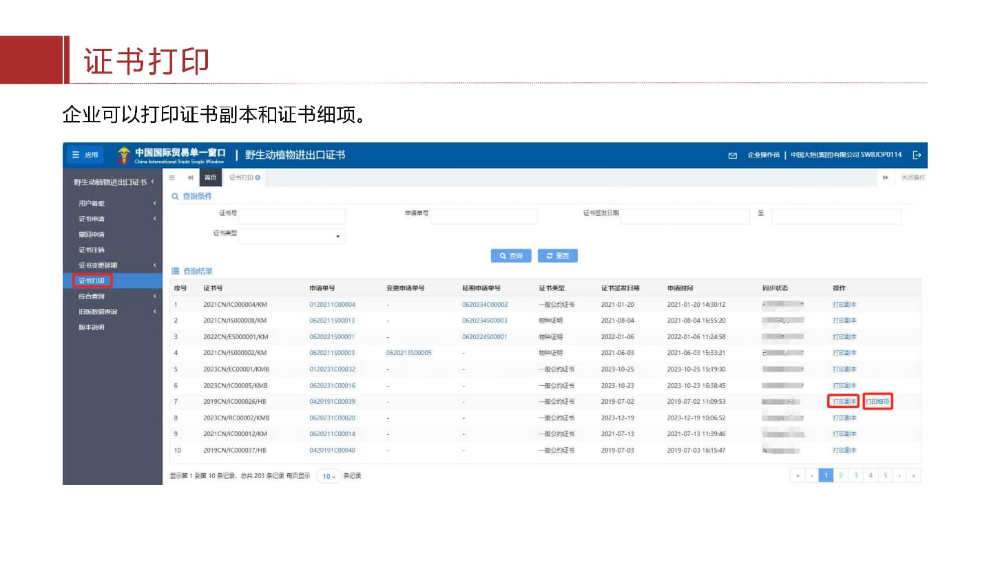 证书打印
企业可以打印证书副本和证书细项。
应用 中国国际贸易单一窗口 China International Trade Single Window | 野生动植物进出口证书 企业操作员 | 中国大恒(集团)有限公司 SWBJOP0114
野生动植物进出口证书 首页 证书打印 关闭操作
用户备案
证书申请
撤回申请
证书注销
证书变更延期
证书打印
综合查询
旧版数据查询
版本说明
查询条件
证书号 申请单号 证书签发日期 至
证书类型
查询 重置
查询结果
序号 证书号 申请单号 变更申请单号 延期申请单号 证书类型 证书签发日期 申请时间 同步状态 操作
1 2021CN/IC000004/KM 0120211C00004 - 0620234C00002 一般公约证书 2021-01-20 2021-01-20 14:30:12 打印副本
2 2021CN/IS000008/KM 0620211S00013 - 0620234S00003 物种证明 2021-08-04 2021-08-04 16:55:20 打印副本
3 2022CN/ES000001/KM 0620221S00001 - 0620224S00001 物种证明 2022-01-06 2022-01-06 11:24:58 打印副本
4 2021CN/IS000002/KM 0620211S00003 0620213S00005 - 物种证明 2021-06-03 2021-06-03 15:33:21 打印副本
5 2023CN/EC00001/KMB 0120231C00032 - - 一般公约证书 2023-10-25 2023-10-25 15:19:30 打印副本
6 2023CN/IC00005/KMB 0620231C00016 - - 一般公约证书 2023-10-23 2023-10-23 16:38:45 打印副本
7 2019CN/IC000026/HB 0420191C00039 - - 一般公约证书 2019-07-02 2019-07-02 11:09:53 打印副本 打印细项
8 2023CN/RC00002/KMB 0620231C00020 - - 一般公约证书 2023-12-19 2023-12-19 10:06:52 打印副本
9 2021CN/IC000012/KM 0620211C00014 - - 一般公约证书 2021-07-13 2021-07-13 11:39:46 打印副本
10 2019CN/IC000037/HB 0420191C00040 - - 一般公约证书 2019-07-03 2019-07-03 16:15:47 打印副本
显示第 1 到第 10 条记录，总共 203 条记录 每页显示 10 条记录 « ‹ 1 2 3 4 5 › »